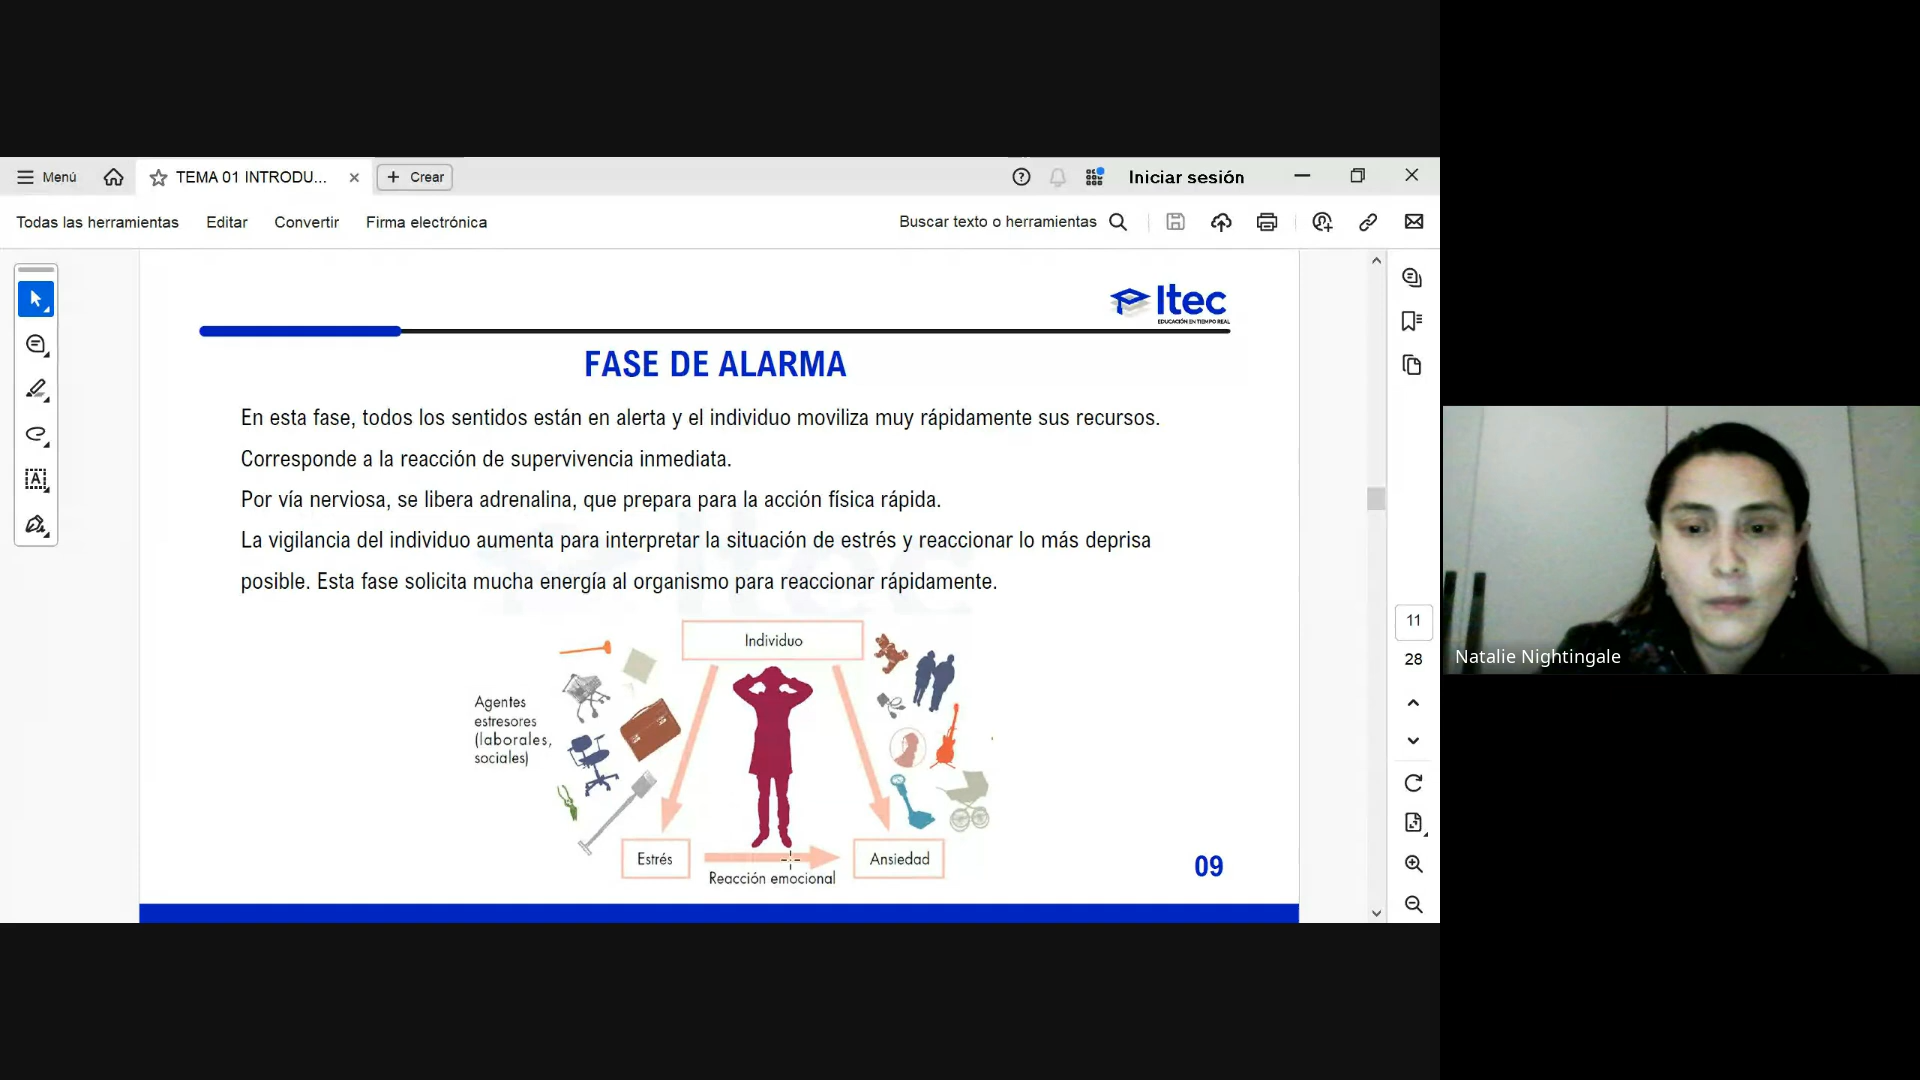 Menú
TEMA 01 INTRODU...
Crear
Iniciar sesión
Todas las herramientas
Editar
Convertir
Firma electrónica
Buscar texto o herramientas
Itec
EDUCACIÓN EN TIEMPO REAL
FASE DE ALARMA
En esta fase, todos los sentidos están en alerta y el individuo moviliza muy rápidamente sus recursos.
Corresponde a la reacción de supervivencia inmediata.
Por vía nerviosa, se libera adrenalina, que prepara para la acción física rápida.
La vigilancia del individuo aumenta para interpretar la situación de estrés y reaccionar lo más deprisa
posible. Esta fase solicita mucha energía al organismo para reaccionar rápidamente.
Individuo
Agentes
estresores
(laborales,
sociales)
Estrés
Ansiedad
Reacción emocional
09
11
28
Natalie Nightingale